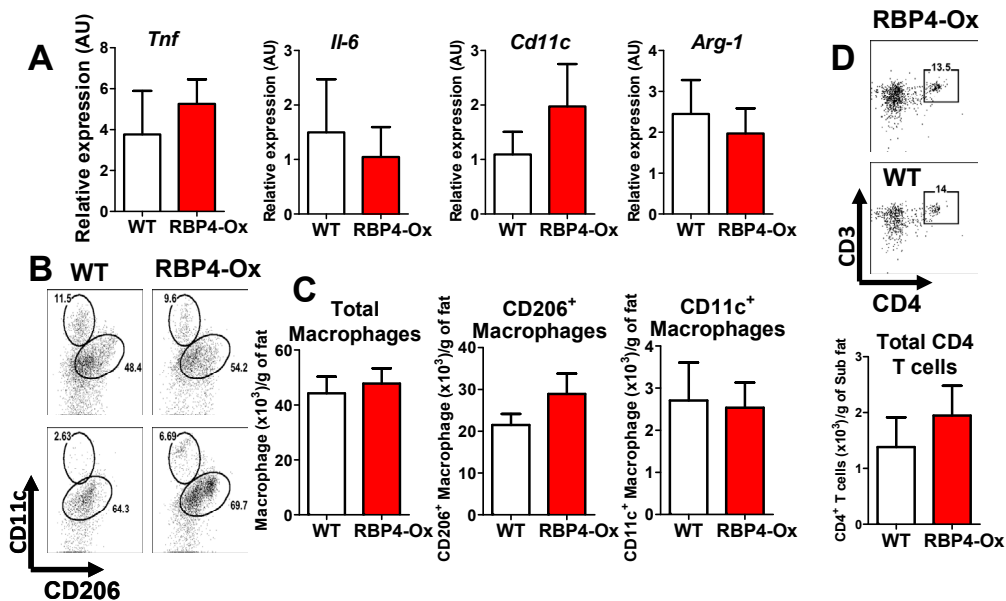 A
Tnf
Relative expression (AU)
8
6
4
2
0
WT RBP4-Ox
Il-6
Relative expression (AU)
3
2
1
0
WT RBP4-Ox
Cd11c
Relative expression (AU)
3
2
1
0
WT RBP4-Ox
Arg-1
Relative expression (AU)
4
3
2
1
0
WT RBP4-Ox
B
WT RBP4-Ox
11.5
48.4
9.6
54.2
2.63
64.3
6.69
69.7
CD11c
CD206
C
Total
Macrophages
Macrophage (x10³)/g of fat
60
40
20
0
WT RBP4-Ox
CD206⁺
Macrophages
CD206⁺ Macrophage (x10³)/g of fat
40
30
20
10
0
WT RBP4-Ox
CD11c⁺
Macrophages
CD11c⁺ Macrophage (x10³)/g of fat
4
3
2
1
0
WT RBP4-Ox
D
RBP4-Ox
13.5
WT
14
CD3
CD4
Total CD4
T cells
CD4⁺ T cells (x10³)/g of Sub fat
3
2
1
0
WT RBP4-Ox